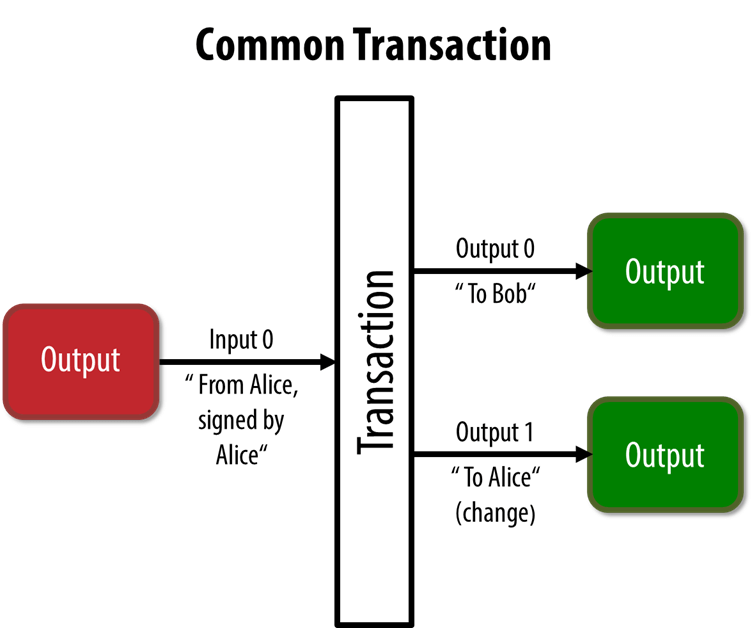 Common Transaction
Output
Input 0
“ From Alice,
signed by
Alice“
Transaction
Output 0
“ To Bob“
Output
Output 1
“ To Alice“
(change)
Output